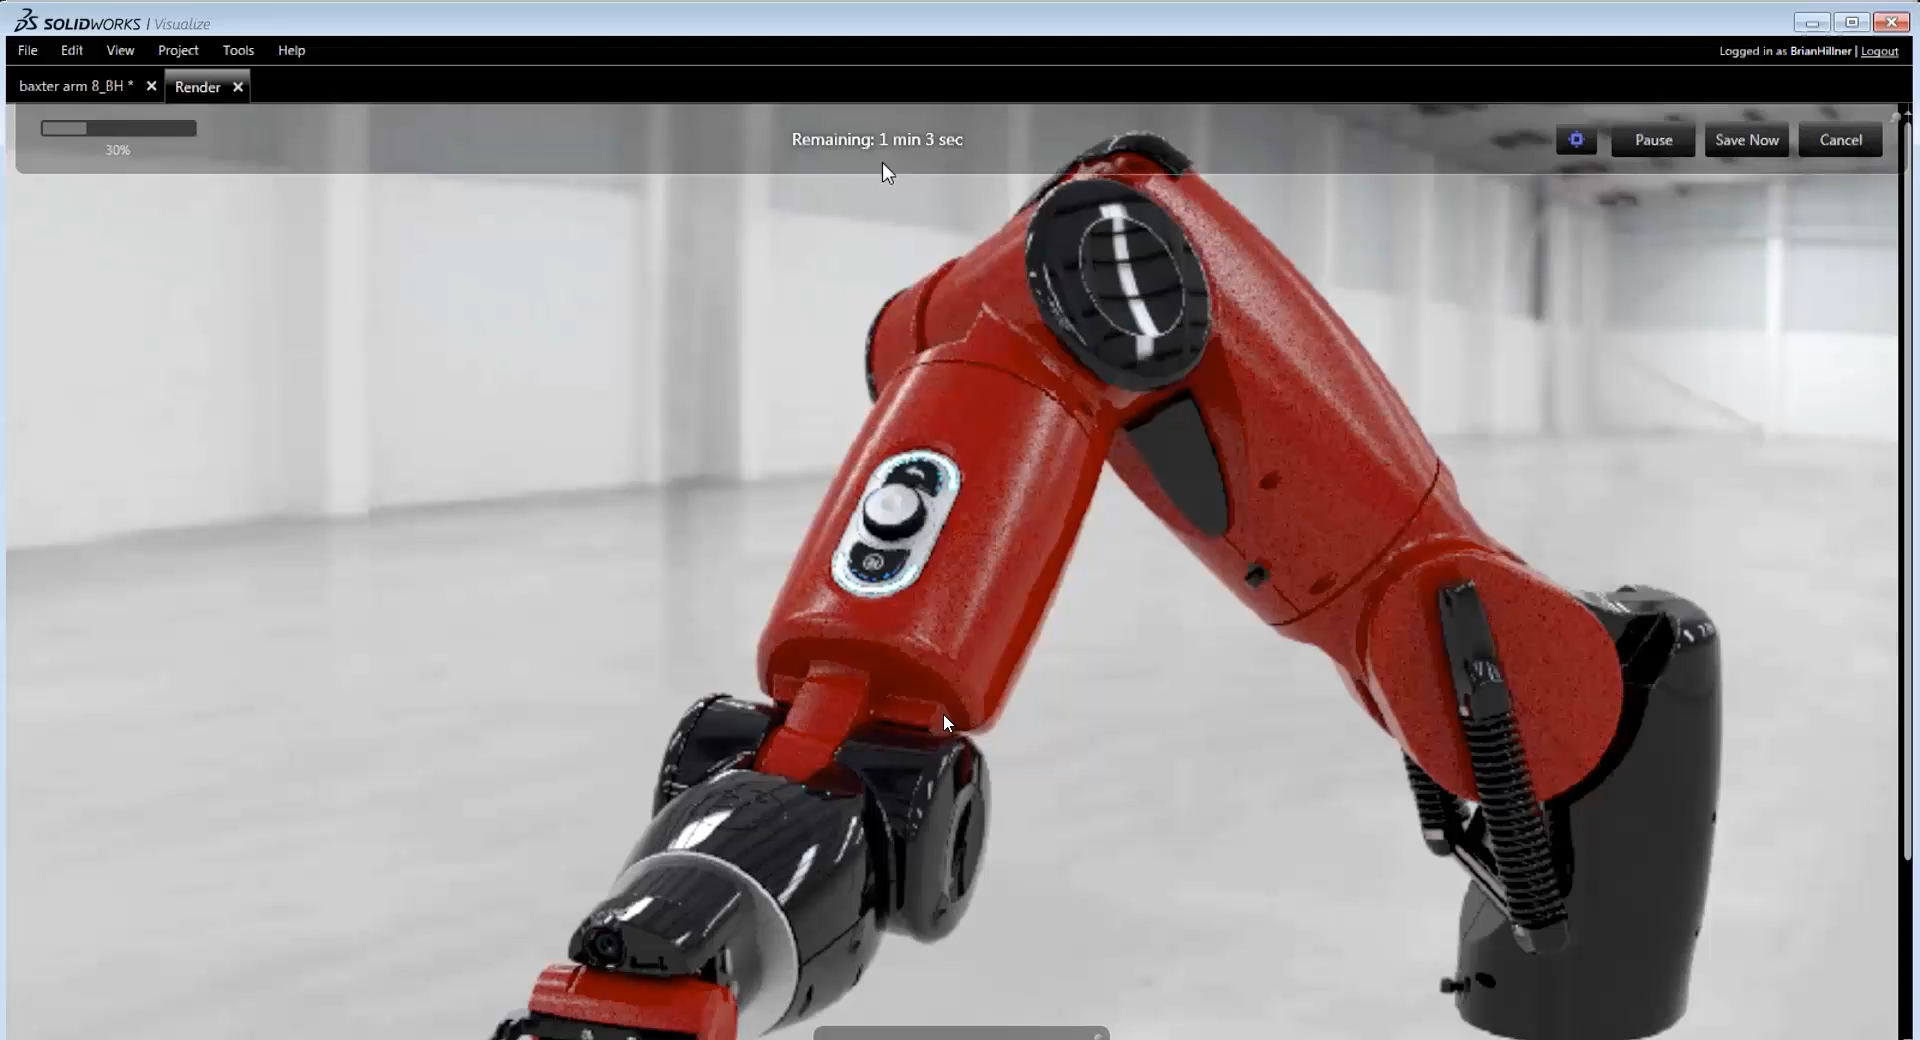 SOLIDWORKS | Visualize
File Edit View Project Tools Help
Logged in as BrianHillner | Logout
baxter arm 8_BH * Render
30%
Remaining: 1 min 3 sec
Pause Save Now Cancel